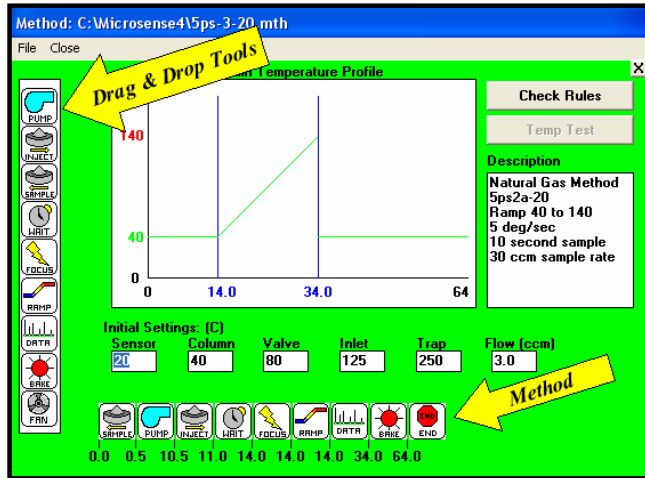 Method: C:\Microsense4\5ps-3-20.mth
File Close
Drag & Drop Tools
Temperature Profile
X
PUMP
INJECT
SAMPLE
WAIT
FOCUS
RAMP
DATA
BAKE
FAN
140
40
0
0 14.0 34.0 64
Check Rules
Temp Test
Description
Natural Gas Method
5ps2a-20
Ramp 40 to 140
5 deg/sec
10 second sample
30 ccm sample rate
Initial Settings: (C)
Sensor Column Valve Inlet Trap Flow (ccm)
20 40 80 125 250 3.0
Method
SAMPLE PUMP INJECT WAIT FOCUS RAMP DATA BAKE END END
0.0 0.5 10.5 11.0 14.0 14.0 14.0 34.0 64.0